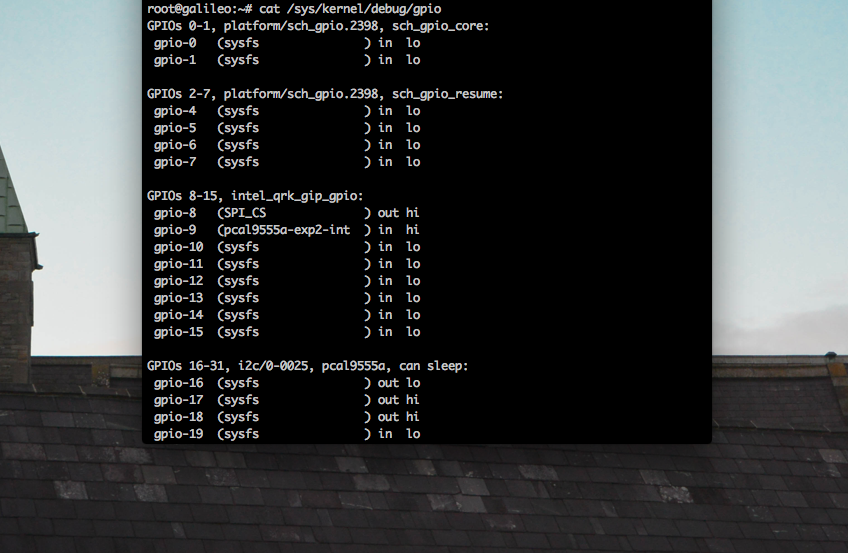 root@galileo:~# cat /sys/kernel/debug/gpio
GPIOs 0-1, platform/sch_gpio.2398, sch_gpio_core:
 gpio-0   (sysfs               ) in  lo
 gpio-1   (sysfs               ) in  lo

GPIOs 2-7, platform/sch_gpio.2398, sch_gpio_resume:
 gpio-4   (sysfs               ) in  lo
 gpio-5   (sysfs               ) in  lo
 gpio-6   (sysfs               ) in  lo
 gpio-7   (sysfs               ) in  lo

GPIOs 8-15, intel_qrk_gip_gpio:
 gpio-8   (SPI_CS              ) out hi
 gpio-9   (pcal9555a-exp2-int  ) in  hi
 gpio-10  (sysfs               ) in  lo
 gpio-11  (sysfs               ) in  lo
 gpio-12  (sysfs               ) in  lo
 gpio-13  (sysfs               ) in  lo
 gpio-14  (sysfs               ) in  lo
 gpio-15  (sysfs               ) in  lo

GPIOs 16-31, i2c/0-0025, pcal9555a, can sleep:
 gpio-16  (sysfs               ) out lo
 gpio-17  (sysfs               ) out hi
 gpio-18  (sysfs               ) out hi
 gpio-19  (sysfs               ) in  lo